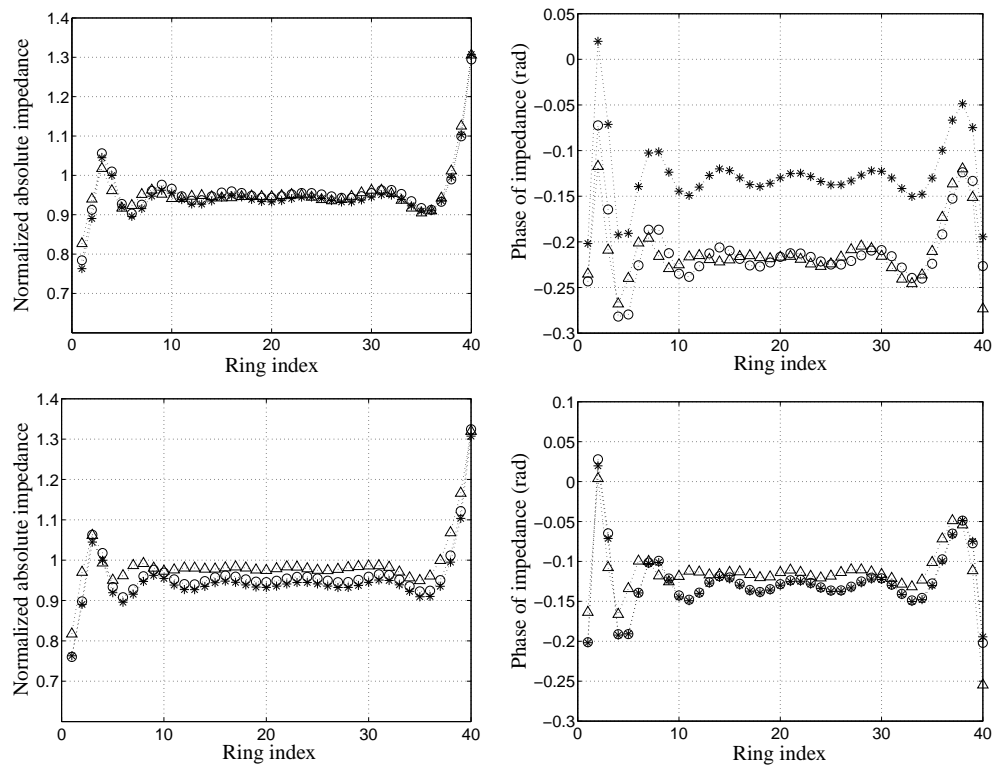 1.4
1.3
1.2
1.1
1
0.9
0.8
0.7
0 10 20 30 40
Ring index
Normalized absolute impedance
0.05
0
−0.05
−0.1
−0.15
−0.2
−0.25
−0.3
0 10 20 30 40
Ring index
Phase of impedance (rad)
1.4
1.3
1.2
1.1
1
0.9
0.8
0.7
0 10 20 30 40
Ring index
Normalized absolute impedance
0.1
0.05
0
−0.05
−0.1
−0.15
−0.2
−0.25
−0.3
0 10 20 30 40
Ring index
Phase of impedance (rad)